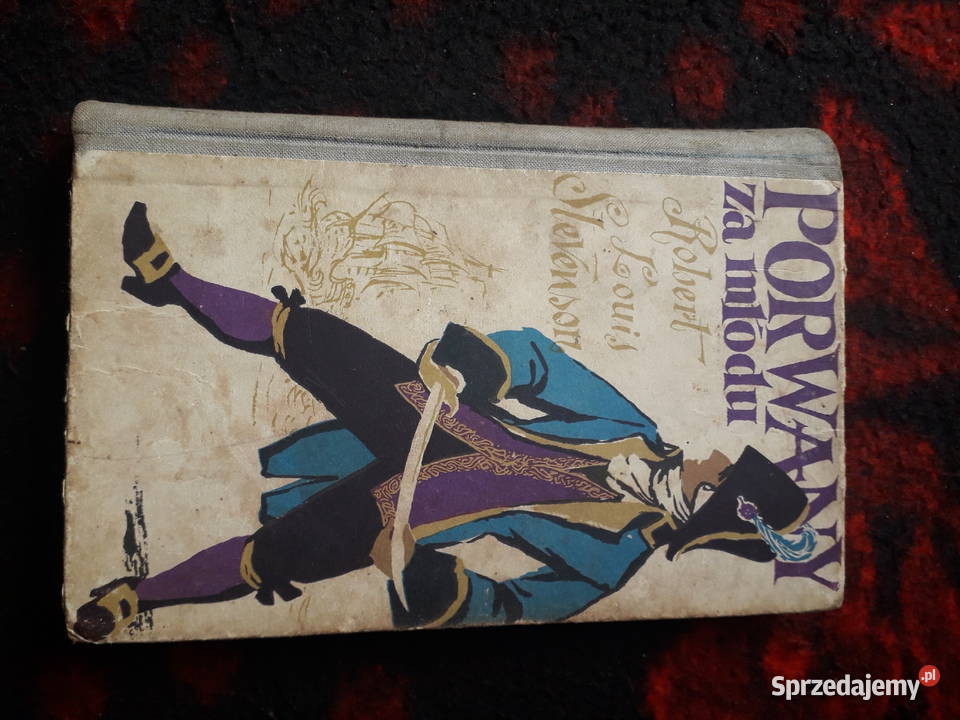 PORWANY
za młodu
Robert
Louis
Stevenson
Sprzedajemy.pl